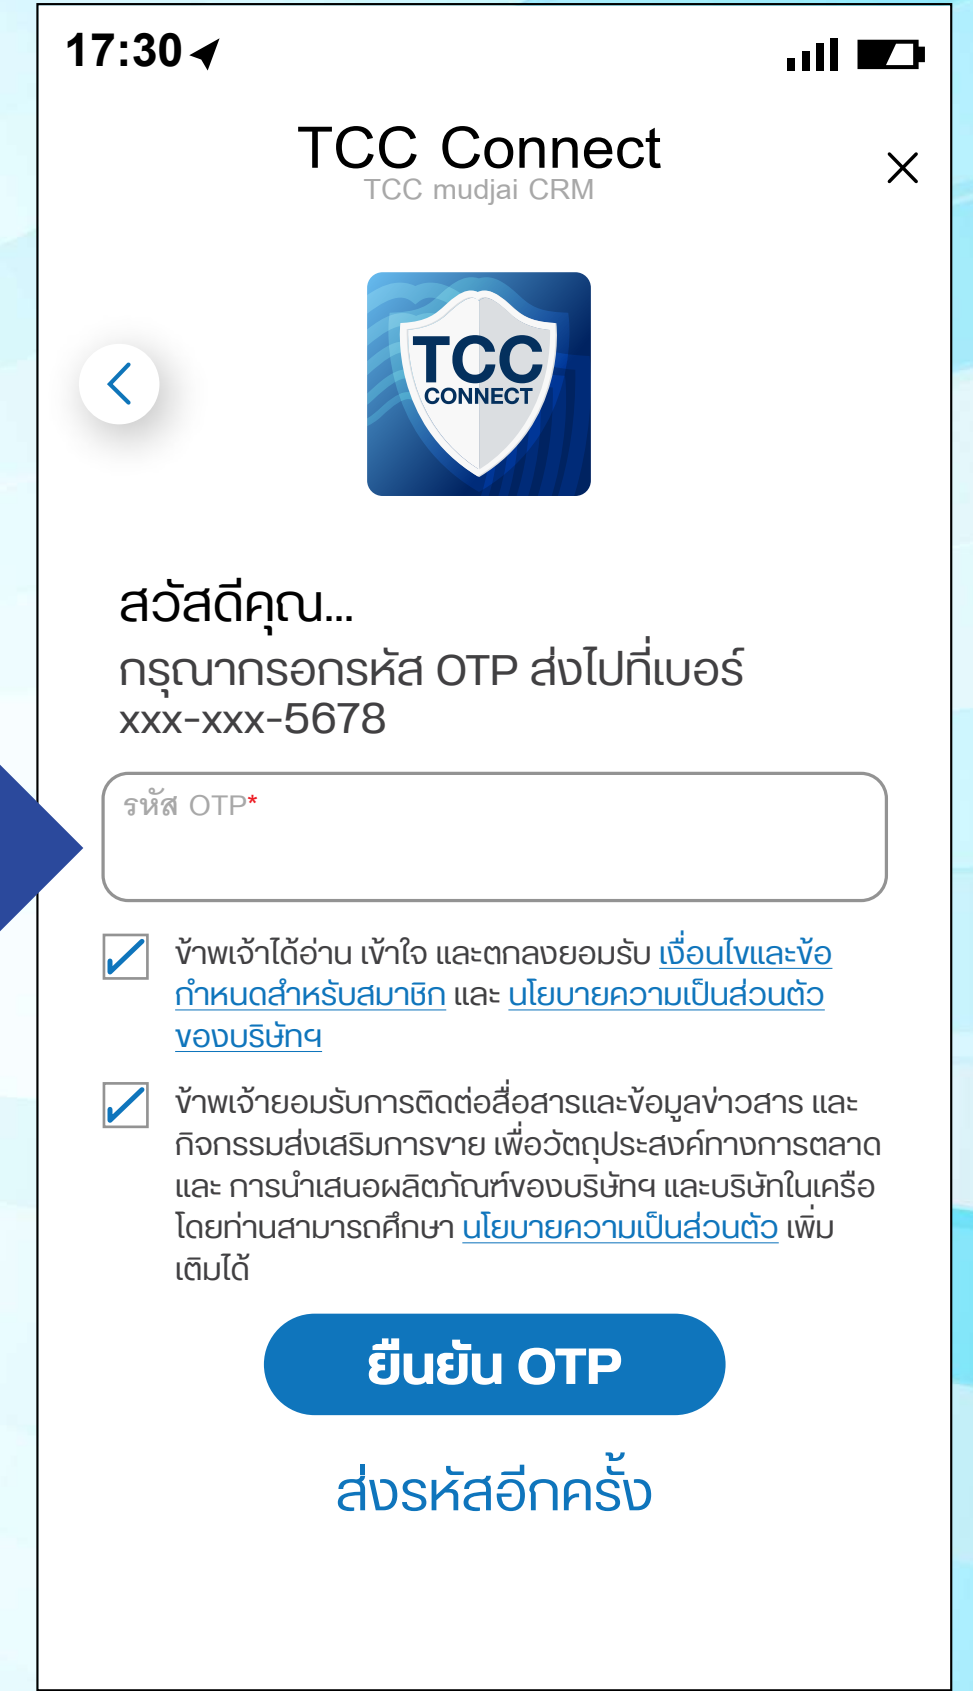 17:30
TCC Connect
TCC mudjai CRM
TCC
CONNECT
สวัสดีคุณ...
กรุณากรอกรหัส OTP ส่งไปที่เบอร์
xxx-xxx-5678
รหัส OTP*
ข้าพเจ้าได้อ่าน เข้าใจ และตกลงยอมรับ เงื่อนไขและข้อ
กำหนดสำหรับสมาชิก และ นโยบายความเป็นส่วนตัว
ของบริษัทฯ
ข้าพเจ้ายอมรับการติดต่อสื่อสารและข้อมูลข่าวสาร และ
กิจกรรมส่งเสริมการขาย เพื่อวัตถุประสงค์ทางการตลาด
และ การนำเสนอผลิตภัณฑ์ของบริษัทฯ และบริษัทในเครือ
โดยท่านสามารถศึกษา นโยบายความเป็นส่วนตัว เพิ่ม
เติมได้
ยืนยัน OTP
ส่งรหัสอีกครั้ง